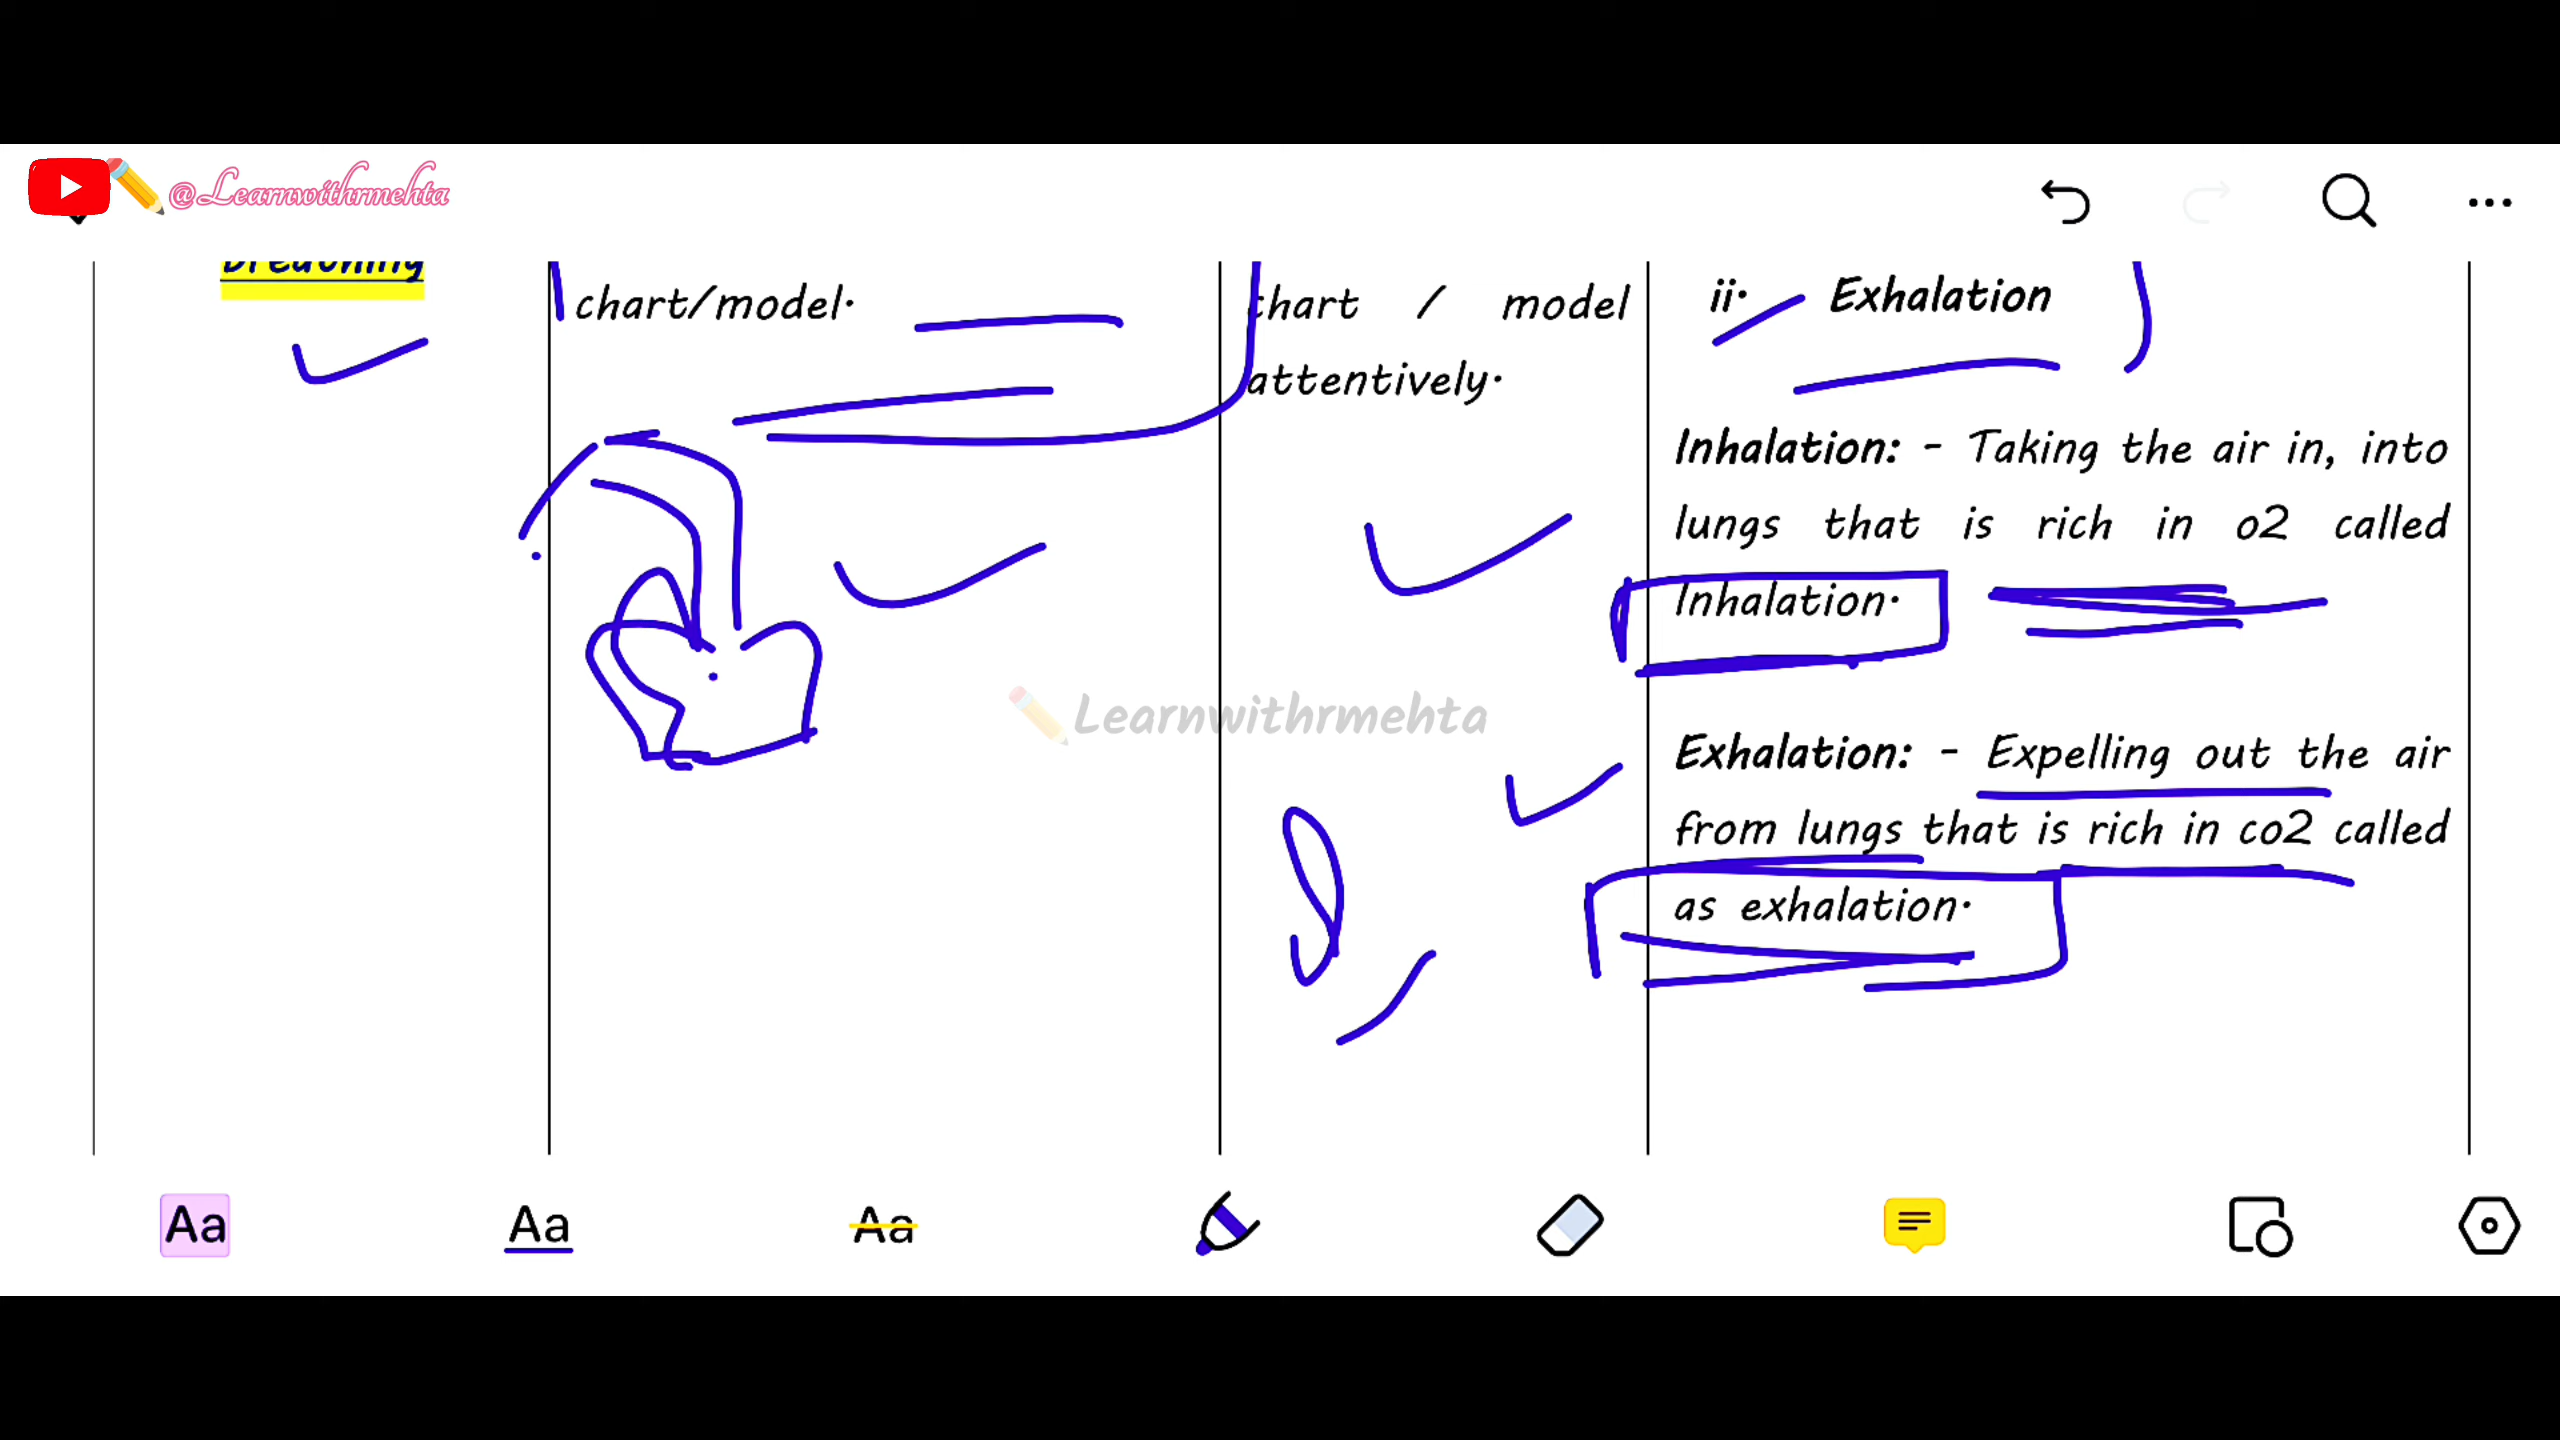 @Learnwithrmehta
Breathing
chart/model.
chart / model
attentively.
ii. Exhalation
Inhalation: - Taking the air in, into
lungs that is rich in o2 called
Inhalation.
Learnwithrmehta
Exhalation: - Expelling out the air
from lungs that is rich in co2 called
as exhalation.
Aa
Aa
Aa